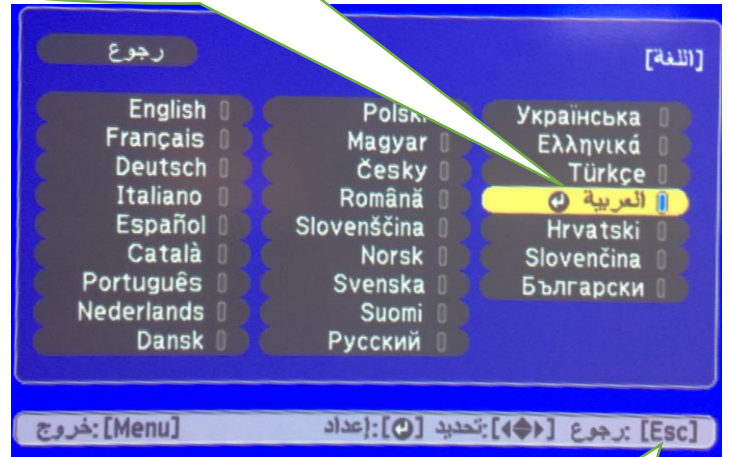 [اللغة]
رجوع
English
Français
Deutsch
Italiano
Español
Català
Português
Nederlands
Dansk
Polski
Magyar
Česky
Română
Slovenščina
Norsk
Svenska
Suomi
Русский
Українська
Ελληνικά
Türkçe
العربية
Hrvatski
Slovenčina
Български
[Esc] :رجوع [◆]:تحديد [↵]:إعداد [Menu]:خروج